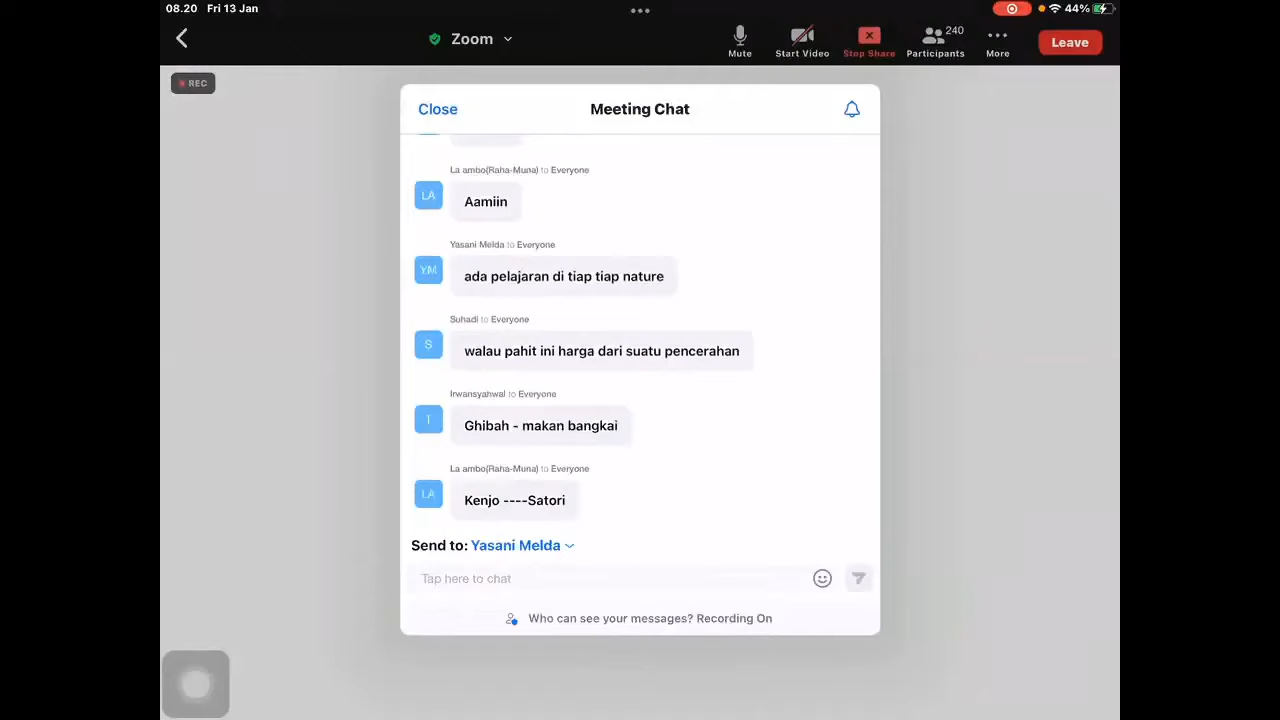 08.20 Fri 13 Jan
44%
Zoom
Mute
Start Video
Stop Share
240
Participants
More
Leave
REC
Close
Meeting Chat
La ambo(Raha-Muna) to Everyone
LA
Aamiin
Yasani Melda to Everyone
YM
ada pelajaran di tiap tiap nature
Suhadi to Everyone
S
walau pahit ini harga dari suatu pencerahan
Irwansyahwal to Everyone
T
Ghibah - makan bangkai
La ambo(Raha-Muna) to Everyone
LA
Kenjo ----Satori
Send to: Yasani Melda
Tap here to chat
Who can see your messages? Recording On